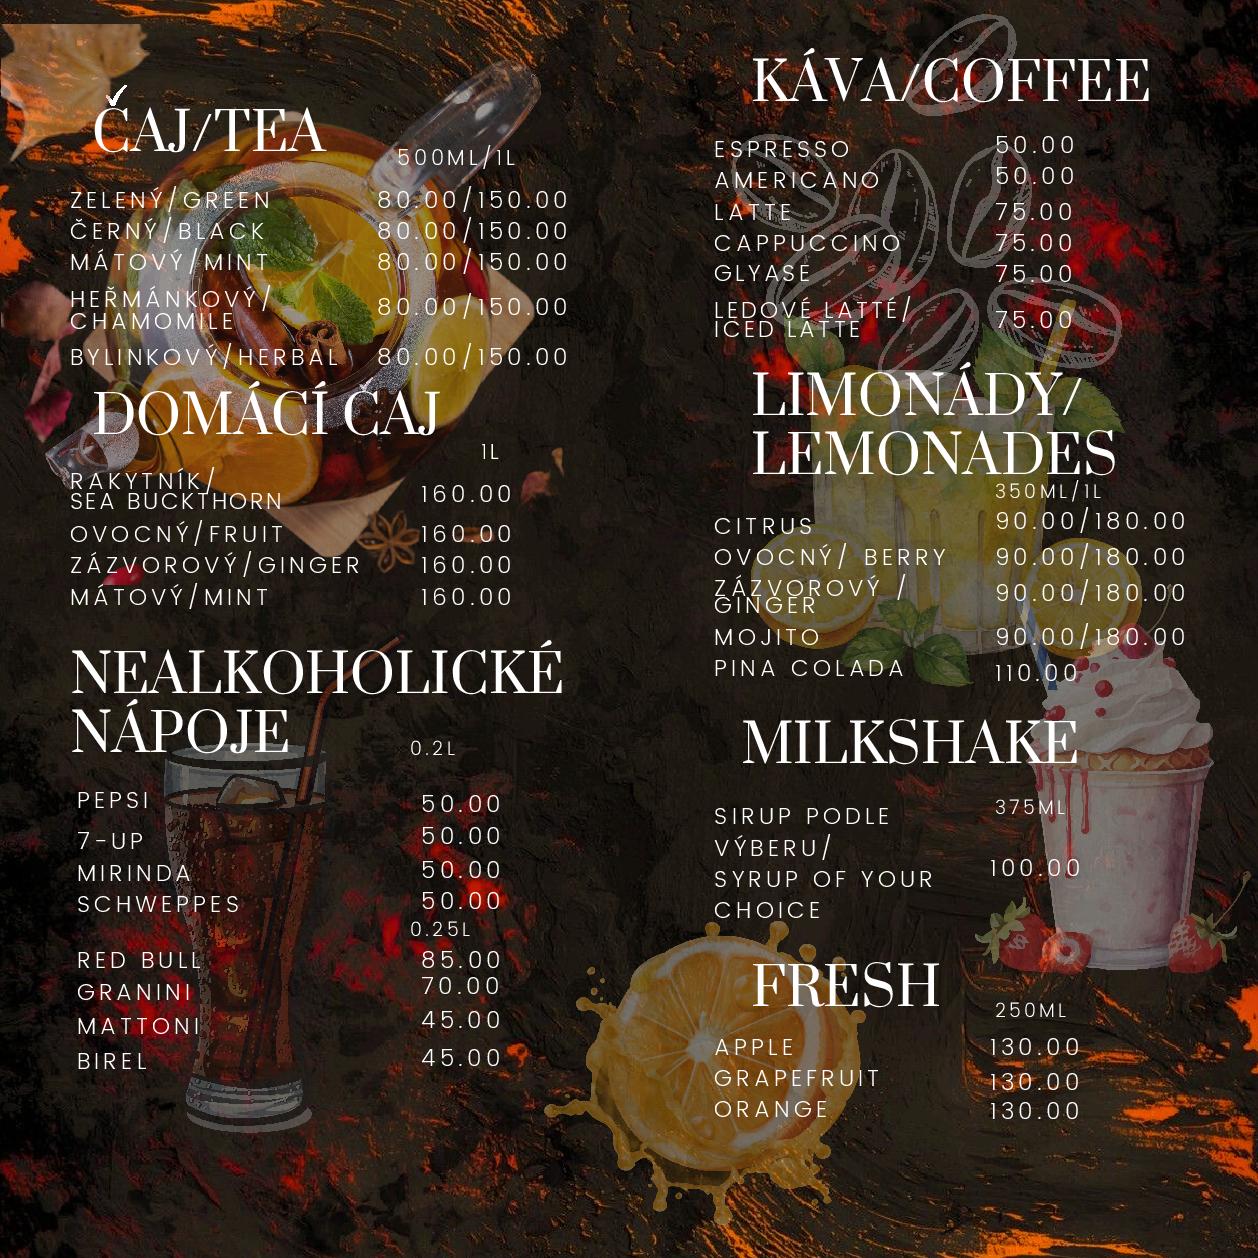 ČAJ/TEA
500ML/1L
ZELENÝ/GREEN 80.00/150.00
ČERNÝ/BLACK 80.00/150.00
MÁTOVÝ/MINT 80.00/150.00
HEŘMÁNKOVÝ/
CHAMOMILE 80.00/150.00
BYLINKOVÝ/HERBAL 80.00/150.00
DOMÁCÍ ČAJ
1L
RAKYTNÍK/
SEA BUCKTHORN 160.00
OVOCNÝ/FRUIT 160.00
ZÁZVOROVÝ/GINGER 160.00
MÁTOVÝ/MINT 160.00
NEALKOHOLICKÉ
NÁPOJE
0.2L
PEPSI 50.00
7-UP 50.00
MIRINDA 50.00
SCHWEPPES 50.00
0.25L
RED BULL 85.00
GRANINI 70.00
MATTONI 45.00
BIREL 45.00
KÁVA/COFFEE
ESPRESSO 50.00
AMERICANO 50.00
LATTE 75.00
CAPPUCCINO 75.00
GLYASE 75.00
LEDOVÉ LATTÉ/
ICED LATTE 75.00
LIMONÁDY/
LEMONADES
350ML/1L
CITRUS 90.00/180.00
OVOCNÝ/ BERRY 90.00/180.00
ZÁZVOROVÝ /
GINGER 90.00/180.00
MOJITO 90.00/180.00
PINA COLADA 110.00
MILKSHAKE
375ML
SIRUP PODLE
VÝBERU/
SYRUP OF YOUR 100.00
CHOICE
FRESH
250ML
APPLE 130.00
GRAPEFRUIT 130.00
ORANGE 130.00